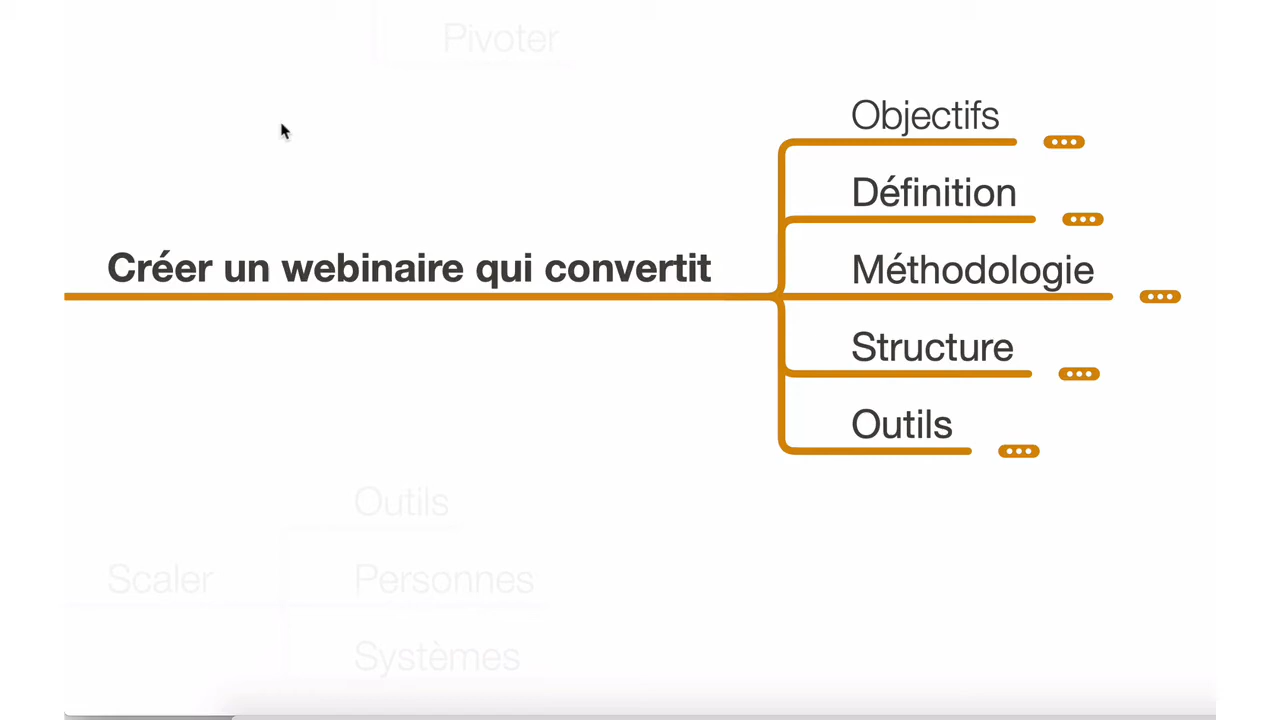 Pivoter
Objectifs
Définition
Créer un webinaire qui convertit
Méthodologie
Structure
Outils
Outils
Scaler
Personnes
Systèmes